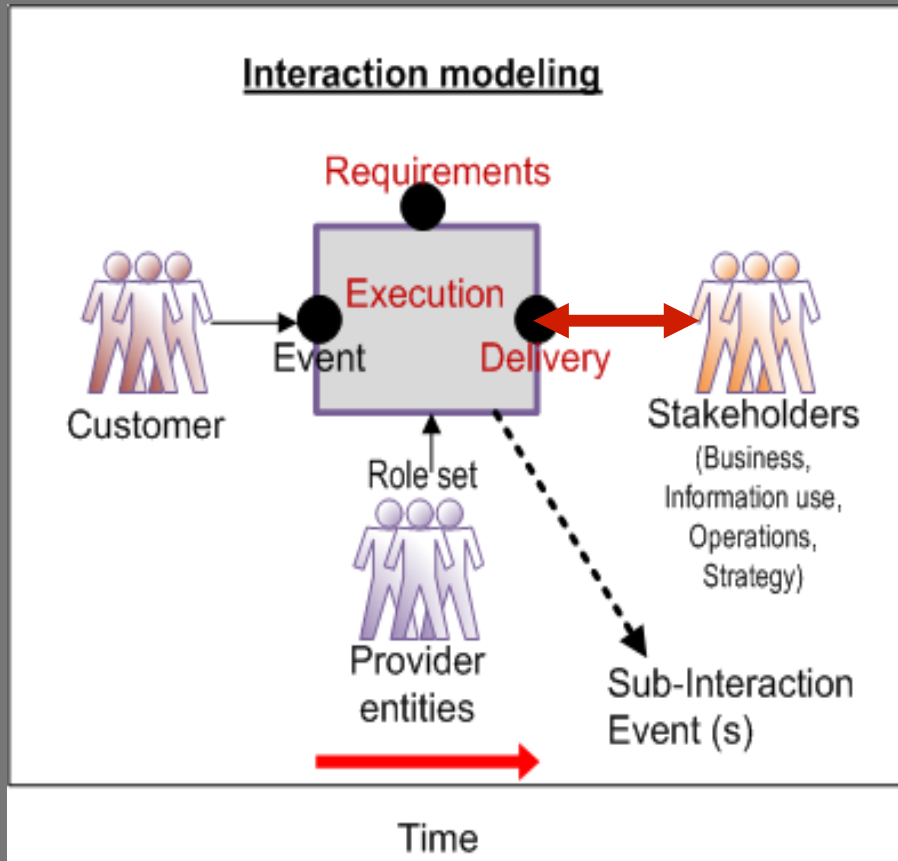 Interaction modeling
Requirements
Execution
Event
Delivery
Customer
Stakeholders
(Business,
Information use,
Operations,
Strategy)
Role set
Provider
entities
Sub-Interaction
Event (s)
Time